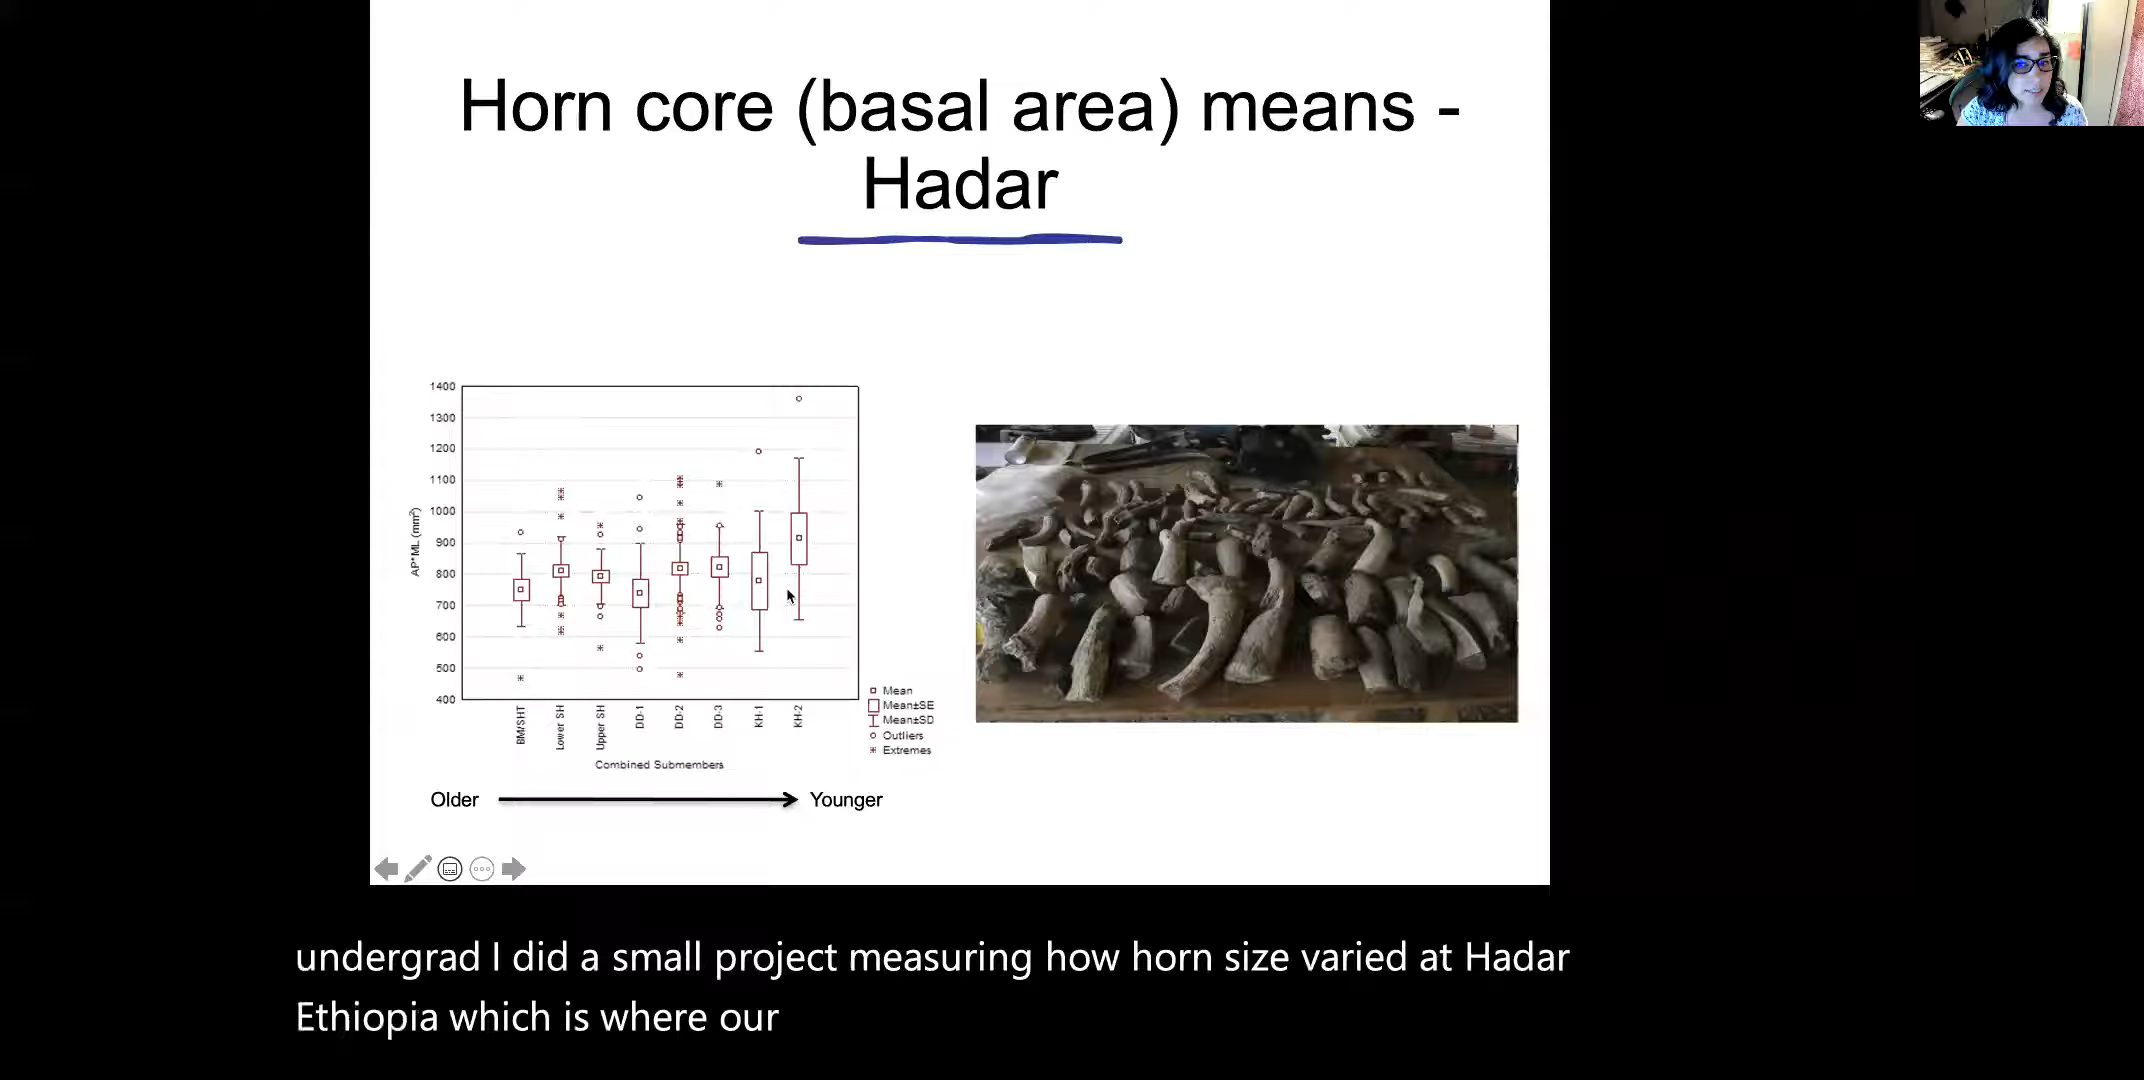 Horn core (basal area) means -
Hadar
1400
1300
1200
1100
1000
900
800
700
600
500
400
AP*ML (mm²)
BM/SHT
Lower SH
Upper SH
DD-1
DD-2
DD-3
KH-1
KH-2
Combined Submembers
Mean
Mean±SE
Mean±SD
Outliers
Extremes
Older
Younger
undergrad I did a small project measuring how horn size varied at Hadar
Ethiopia which is where our